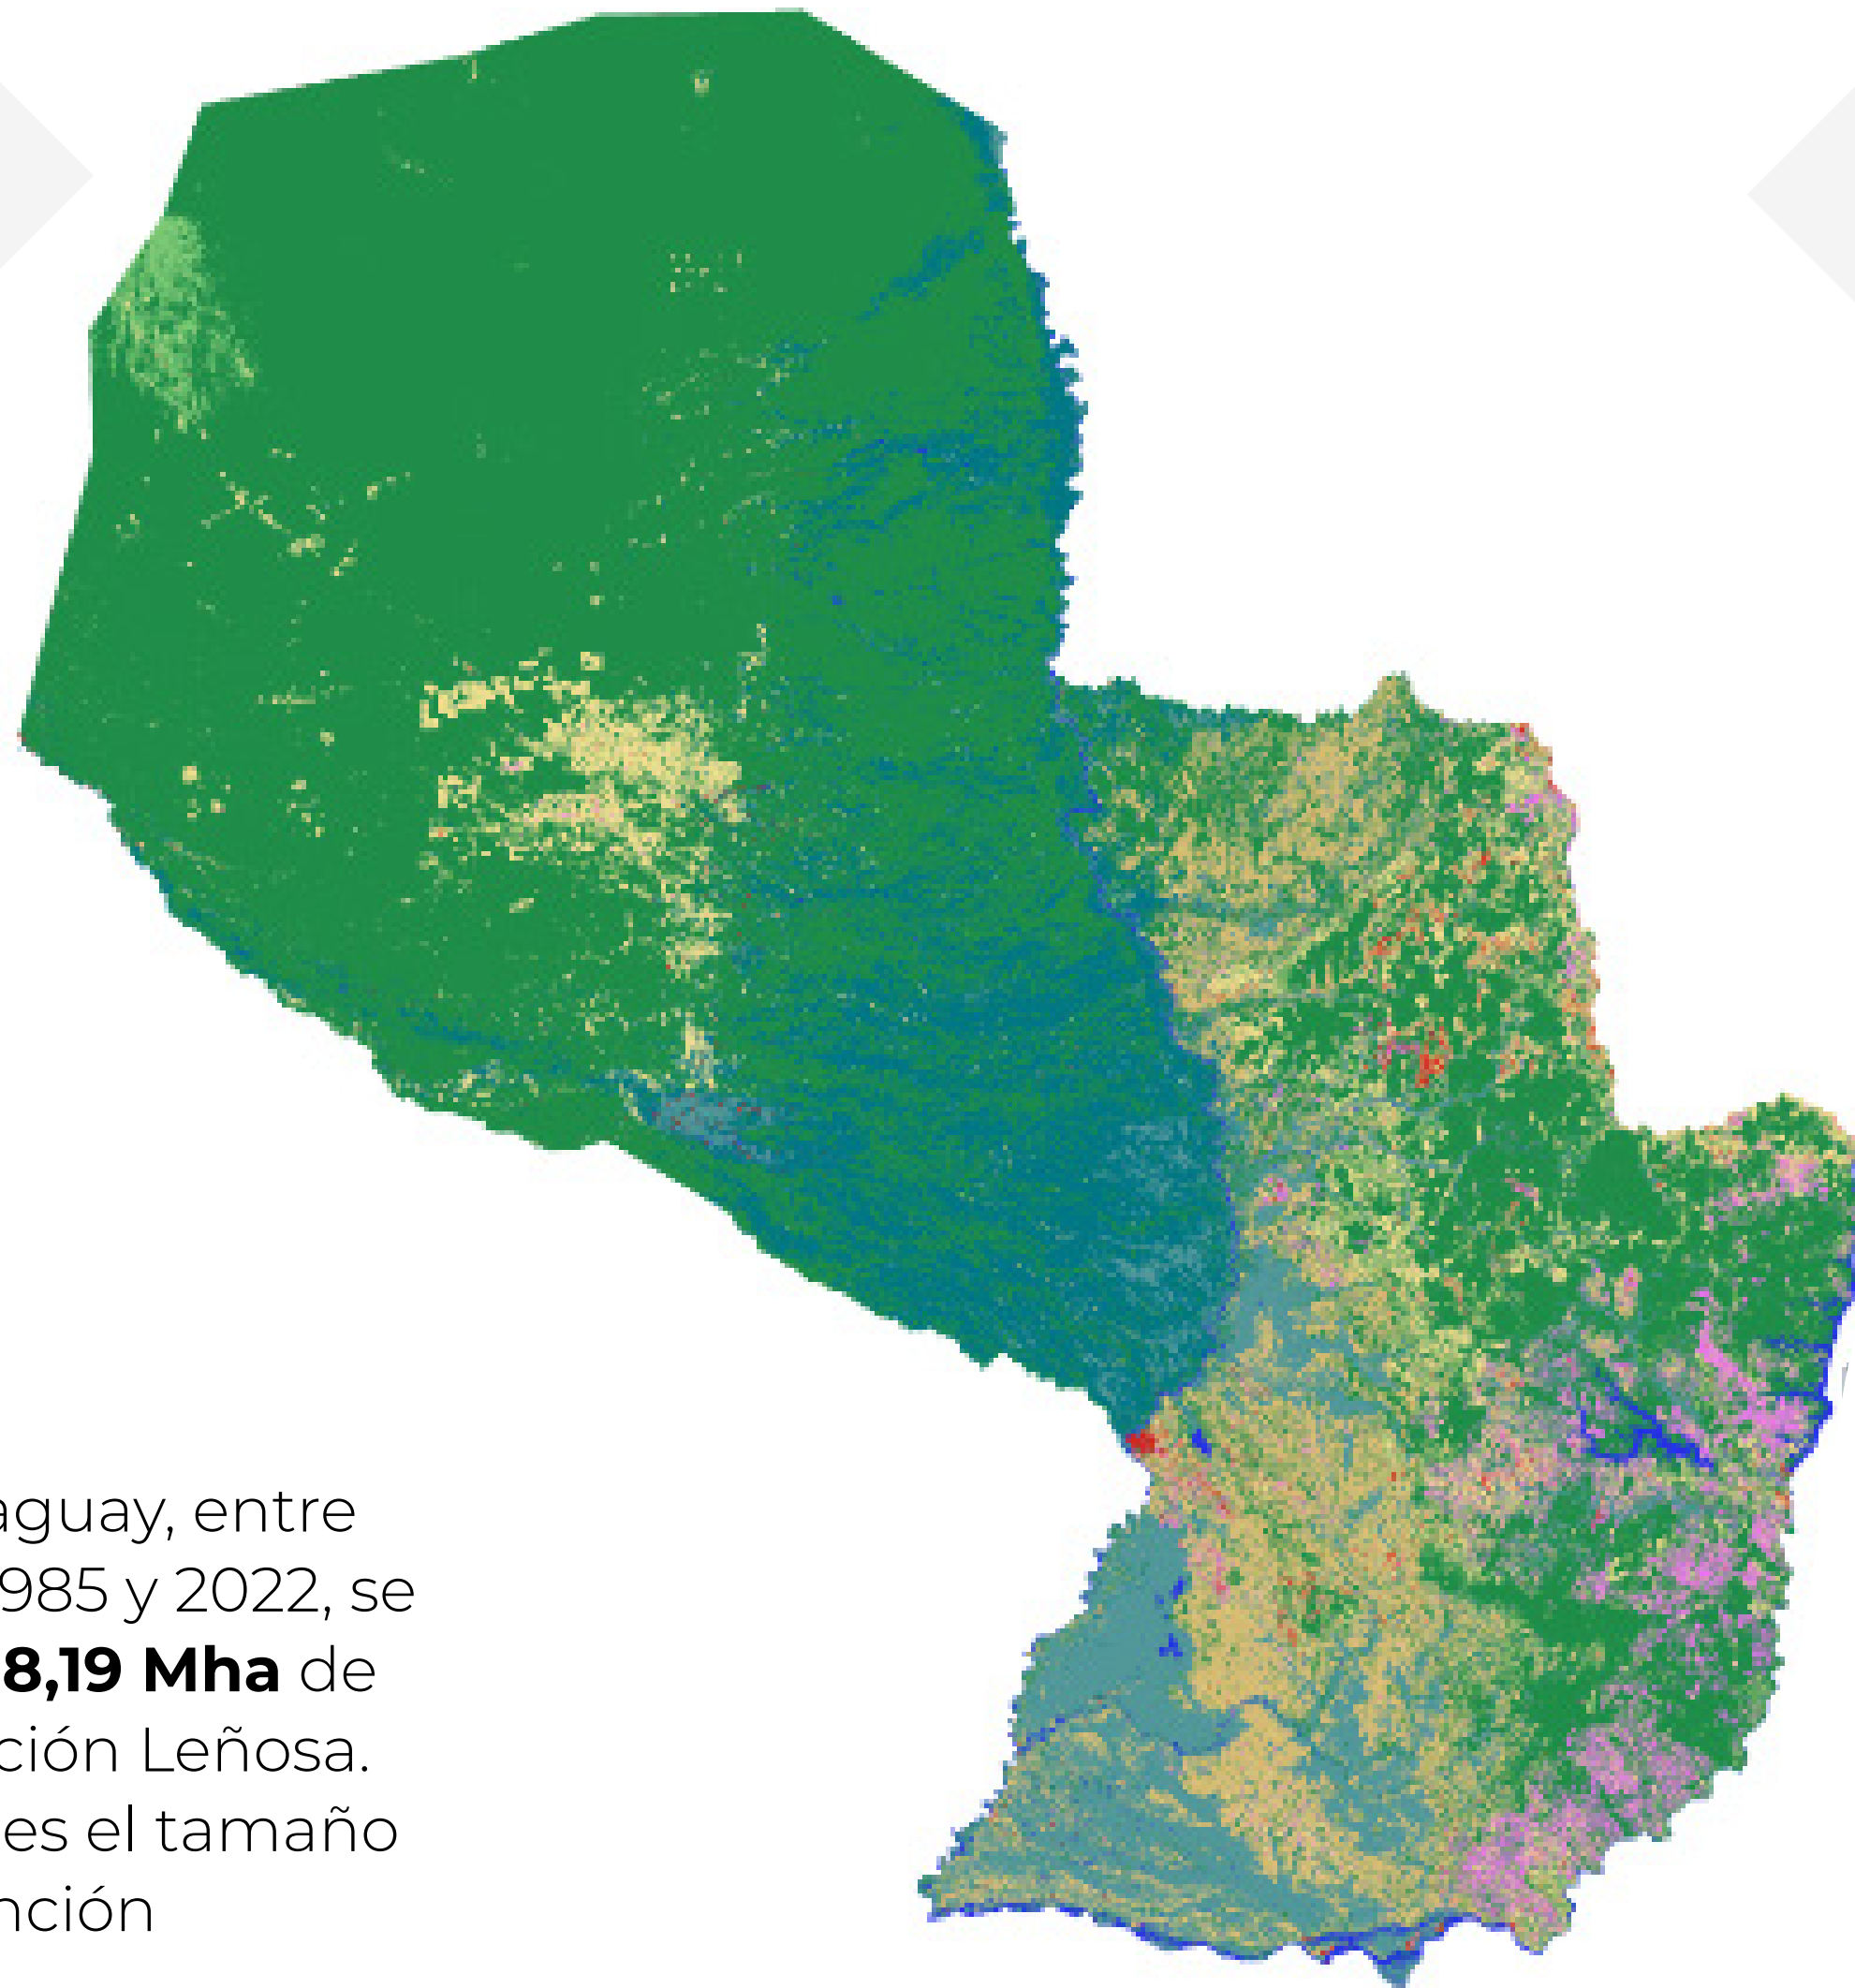 aguay, entre
985 y 2022, se
8,19 Mha de
ción Leñosa.
es el tamaño
nción